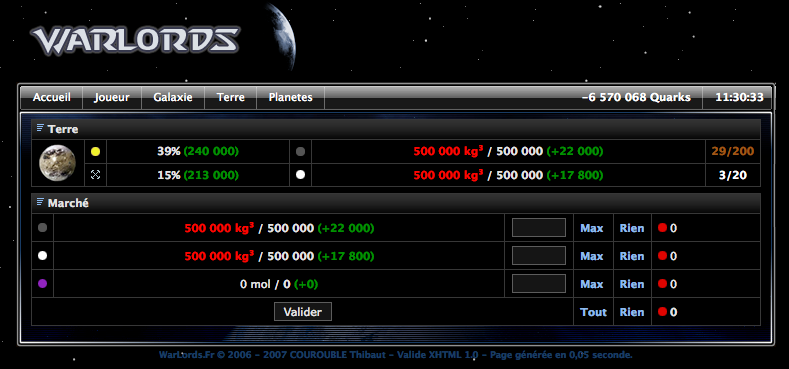 WARLORDS
Accueil Joueur Galaxie Terre Planetes -6 570 068 Quarks 11:30:33
Terre
39% (240 000) 500 000 kg³ / 500 000 (+22 000) 29/200
15% (213 000) 500 000 kg³ / 500 000 (+17 800) 3/20
Marché
500 000 kg³ / 500 000 (+22 000) Max Rien 0
500 000 kg³ / 500 000 (+17 800) Max Rien 0
0 mol / 0 (+0) Max Rien 0
Valider Tout Rien 0
WarLords.Fr © 2006 - 2007 COUROUBLE Thibaut - Valide XHTML 1.0 - Page générée en 0,05 seconde.